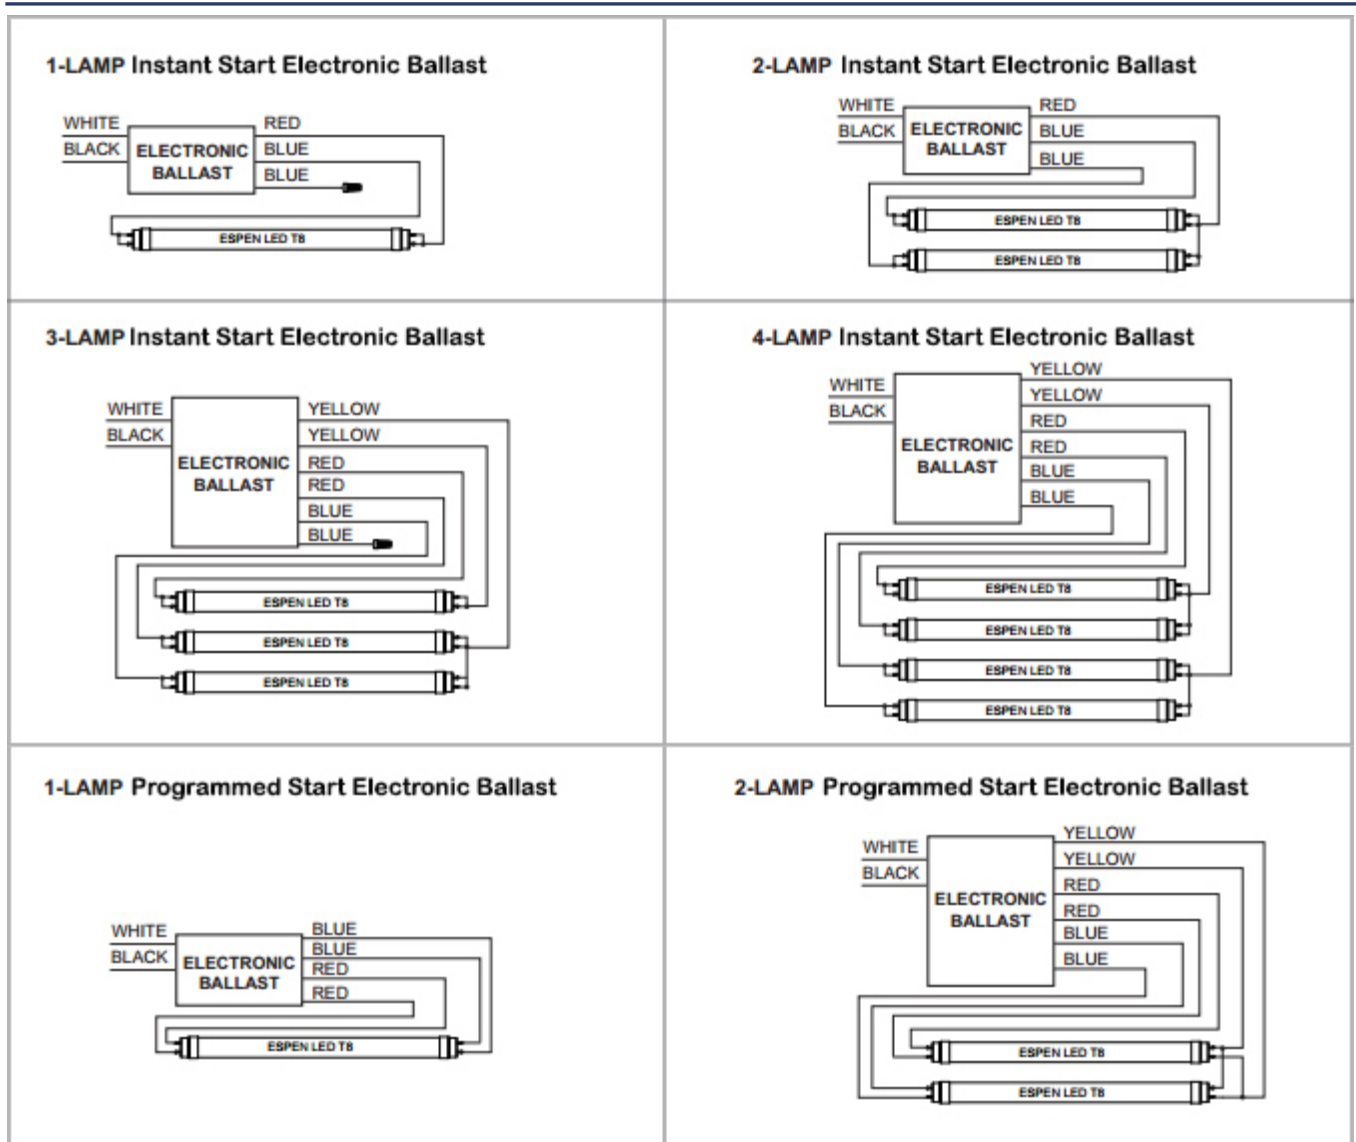 1-LAMP Instant Start Electronic Ballast
WHITE
BLACK
ELECTRONIC
BALLAST
RED
BLUE
BLUE
ESPEN LED T8
2-LAMP Instant Start Electronic Ballast
WHITE
BLACK
ELECTRONIC
BALLAST
RED
BLUE
BLUE
ESPEN LED T8
ESPEN LED T8
3-LAMP Instant Start Electronic Ballast
WHITE
BLACK
ELECTRONIC
BALLAST
YELLOW
YELLOW
RED
RED
BLUE
BLUE
ESPEN LED T8
ESPEN LED T8
ESPEN LED T8
4-LAMP Instant Start Electronic Ballast
WHITE
BLACK
ELECTRONIC
BALLAST
YELLOW
YELLOW
RED
RED
BLUE
BLUE
ESPEN LED T8
ESPEN LED T8
ESPEN LED T8
ESPEN LED T8
1-LAMP Programmed Start Electronic Ballast
WHITE
BLACK
ELECTRONIC
BALLAST
BLUE
BLUE
RED
RED
ESPEN LED T8
2-LAMP Programmed Start Electronic Ballast
WHITE
BLACK
ELECTRONIC
BALLAST
YELLOW
YELLOW
RED
RED
BLUE
BLUE
ESPEN LED T8
ESPEN LED T8